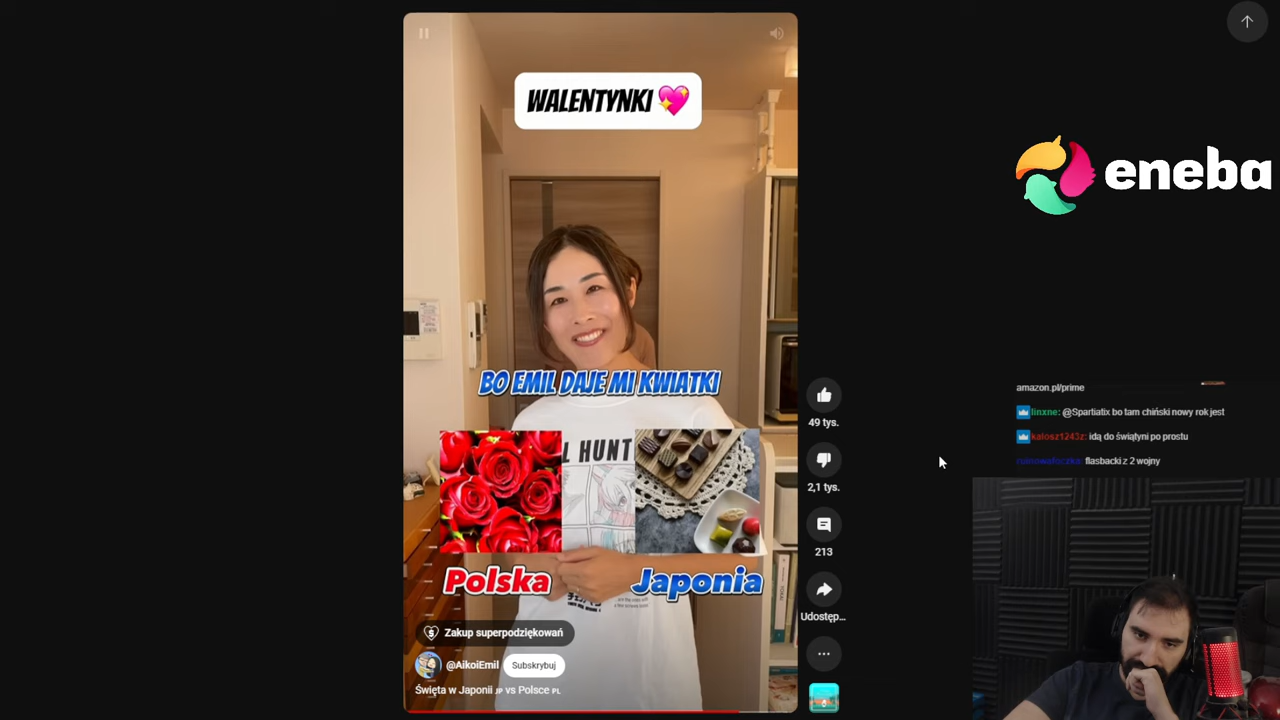 WALENTYNKI 💖
BO EMIL DAJE MI KWIATKI
L HUNT
Polska
Japonia
Zakup superpodziękowań
@AikoiEmil
Subskrybuj
Święta w Japonii JP vs Polsce PL
49 tys.
2,1 tys.
213
Udostęp...
eneba
amazon.pl/prime
linxne: @Spartiatix bo tam chiński nowy rok jest
kalosz1243z: idą do świątyni po prostu
flasbacki z 2 wojny